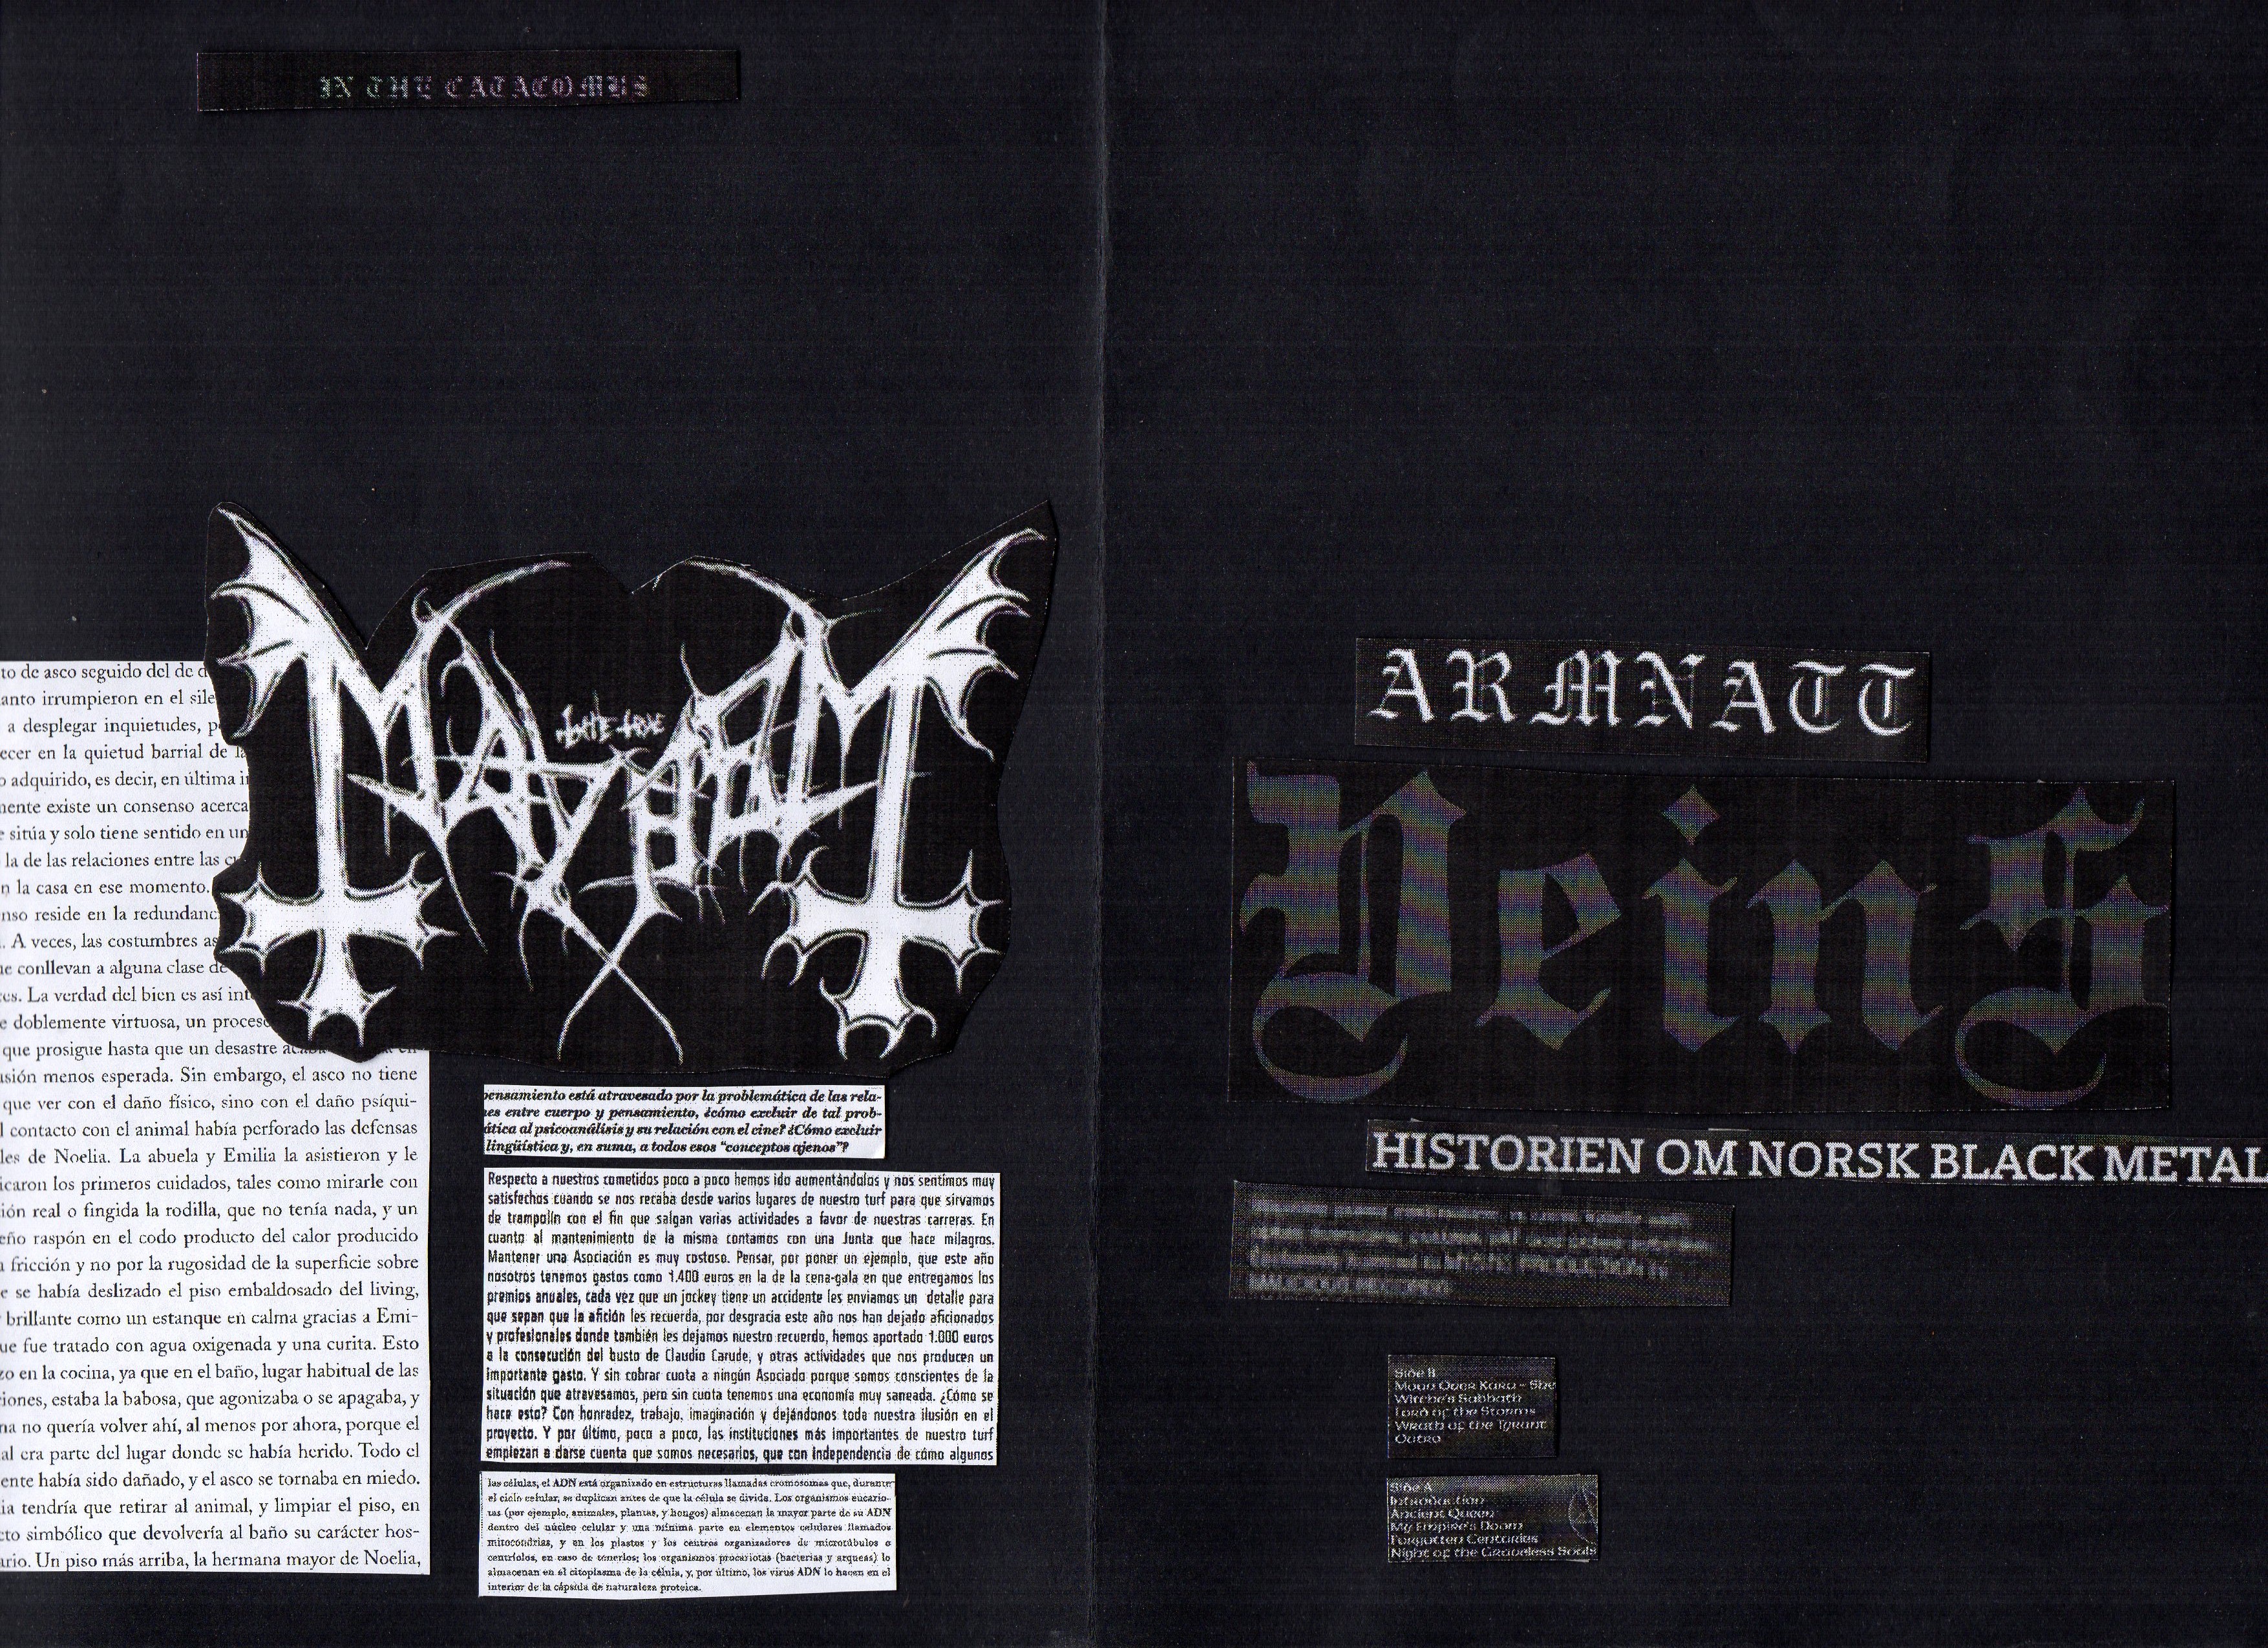 IN THE CATACOMBS
to de asco seguido del de
anto irrumpieron en el sile
a desplegar inquietudes, p
ecer en la quietud barrial de la
o adquirido, es decir, en última i
mente existe un consenso acerca
e sitúa y solo tiene sentido en un
la de las relaciones entre las c
n la casa en ese momento.
nso reside en la redundanc
. A veces, las costumbres as
ue conllevan a alguna clase de
es. La verdad del bien es así int
e doblemente virtuosa, un proceso
que prosigue hasta que un desastre
sión menos esperada. Sin embargo, el asco no tiene
que ver con el daño físico, sino con el daño psíqui-
l contacto con el animal había perforado las defensas
les de Noelia. La abuela y Emilia la asistieron y le
icaron los primeros cuidados, tales como mirarle con
ión real o fingida la rodilla, que no tenía nada, y un
eño raspón en el codo producto del calor producido
a fricción y no por la rugosidad de la superficie sobre
e se había deslizado el piso embaldosado del living,
brillante como un estanque en calma gracias a Emi-
ue fue tratado con agua oxigenada y una curita. Esto
zo en la cocina, ya que en el baño, lugar habitual de las
iones, estaba la babosa, que agonizaba o se apagaba, y
na no quería volver ahí, al menos por ahora, porque el
al era parte del lugar donde se había herido. Todo el
ente había sido dañado, y el asco se tornaba en miedo.
ia tendría que retirar al animal, y limpiar el piso, en
cto simbólico que devolvería al baño su carácter hos-
ario. Un piso más arriba, la hermana mayor de Noelia,
MAYHEM
pensamiento está atravesado por la problemática de las rela-
nes entre cuerpo y pensamiento, ¿cómo excluir de tal prob-
ática al psicoanálisis y su relación con el cine? ¿Cómo excluir
lingüística y, en suma, a todos esos "conceptos ajenos"?
Respecto a nuestros cometidos poco a poco hemos ido aumentándolos y nos sentimos muy
satisfechos cuando se nos recaba desde varios lugares de nuestro turf para que sirvamos
de trampolín con el fin que salgan varias actividades a favor de nuestras carreras. En
cuanto al mantenimiento de la misma contamos con una Junta que hace milagros.
Mantener una Asociación es muy costoso. Pensar, por poner un ejemplo, que este año
nosotros tenemos gastos como 1.400 euros en la de la cena-gala en que entregamos los
premios anuales, cada vez que un jockey tiene un accidente les enviamos un detalle para
que sepan que la afición les recuerda, por desgracia este año nos han dejado aficionados
y profesionales donde también les dejamos nuestro recuerdo, hemos aportado 1.000 euros
a la consecución del busto de Claudio Carude, y otras actividades que nos producen un
importante gasto. Y sin cobrar cuota a ningún Asociado porque somos conscientes de la
situación que atravesamos, pero sin cuota tenemos una economía muy saneada. ¿Cómo se
hace esto? Con honradez, trabajo, imaginación y dejándonos toda nuestra ilusión en el
proyecto. Y por último, poco a poco, las instituciones más importantes de nuestro turf
empiezan a darse cuenta que somos necesarios, que con independencia de cómo algunos
las células, el ADN está organizado en estructuras llamadas cromosomas que, durante
el ciclo celular, se duplican antes de que la célula se divida. Los organismos eucario-
tas (por ejemplo, animales, plantas, y hongos) almacenan la mayor parte de su ADN
dentro del núcleo celular y una mínima parte en elementos celulares llamados
mitocondrias, y en los plastos y los centros organizadores de microtúbulos o
centríolos, en caso de tenerlos; los organismos procariotas (bacterias y arqueas) lo
almacenan en el citoplasma de la célula, y, por último, los virus ADN lo hacen en el
interior de la cápsida de naturaleza proteica.
ARMNATT
VeinS
HISTORIEN OM NORSK BLACK METAL
Side B
Moon Over Kara - She
Witche's Sabbath
Lord of the Storms
Wrath of the Tyrant
Outro
Side A
Introduction
Ancient Queen
My Empire's Doom
Forgotten Centuries
Night of the Graveless Souls